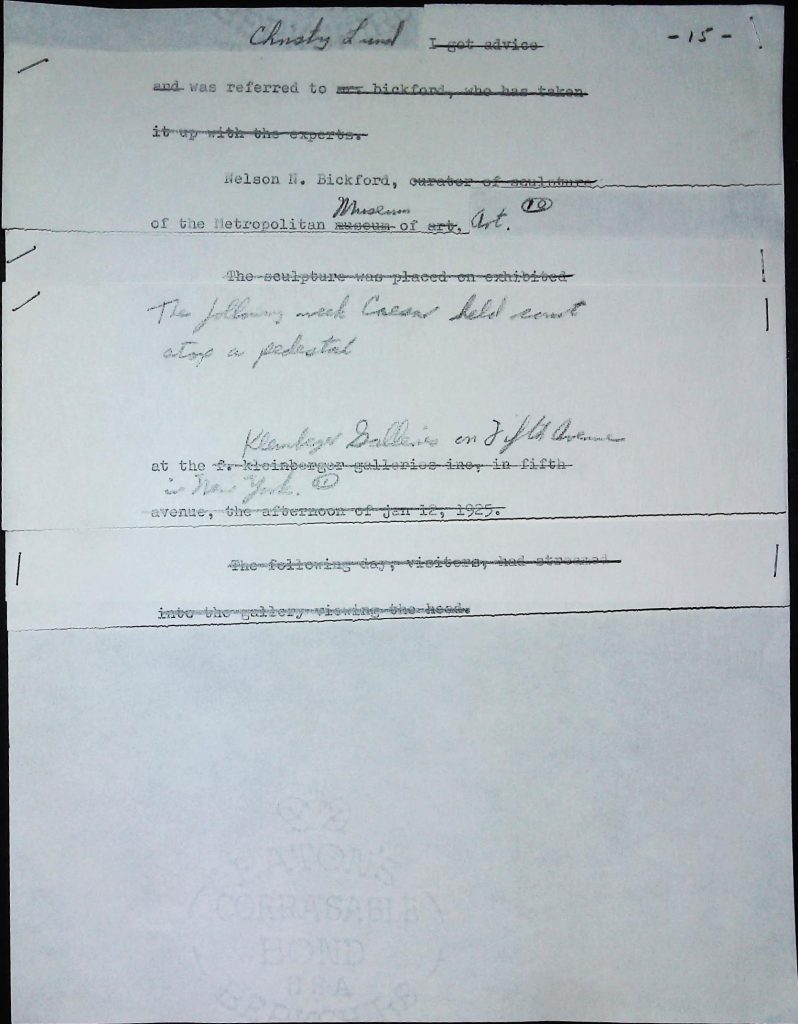 Christy Lund I got advice - 15 -
and was referred to art bickford, who has taken
it up with the experts.
Nelson N. Bickford, curator of sculpture
Museum
of the Metropolitan museum of art, Art. 10
The sculpture was placed on exhibited
The following week Caesar held court
atop a pedestal
Kleinberger Galleries on Fifth Avenue
at the f. kleinberger galleries inc, in fifth
in New York. 11
avenue, the afternoon of jan 12, 1925.
The following day, visitors, had streamed
into the gallery viewing the head.
EATON'S
CORRASABLE
BOND
USA